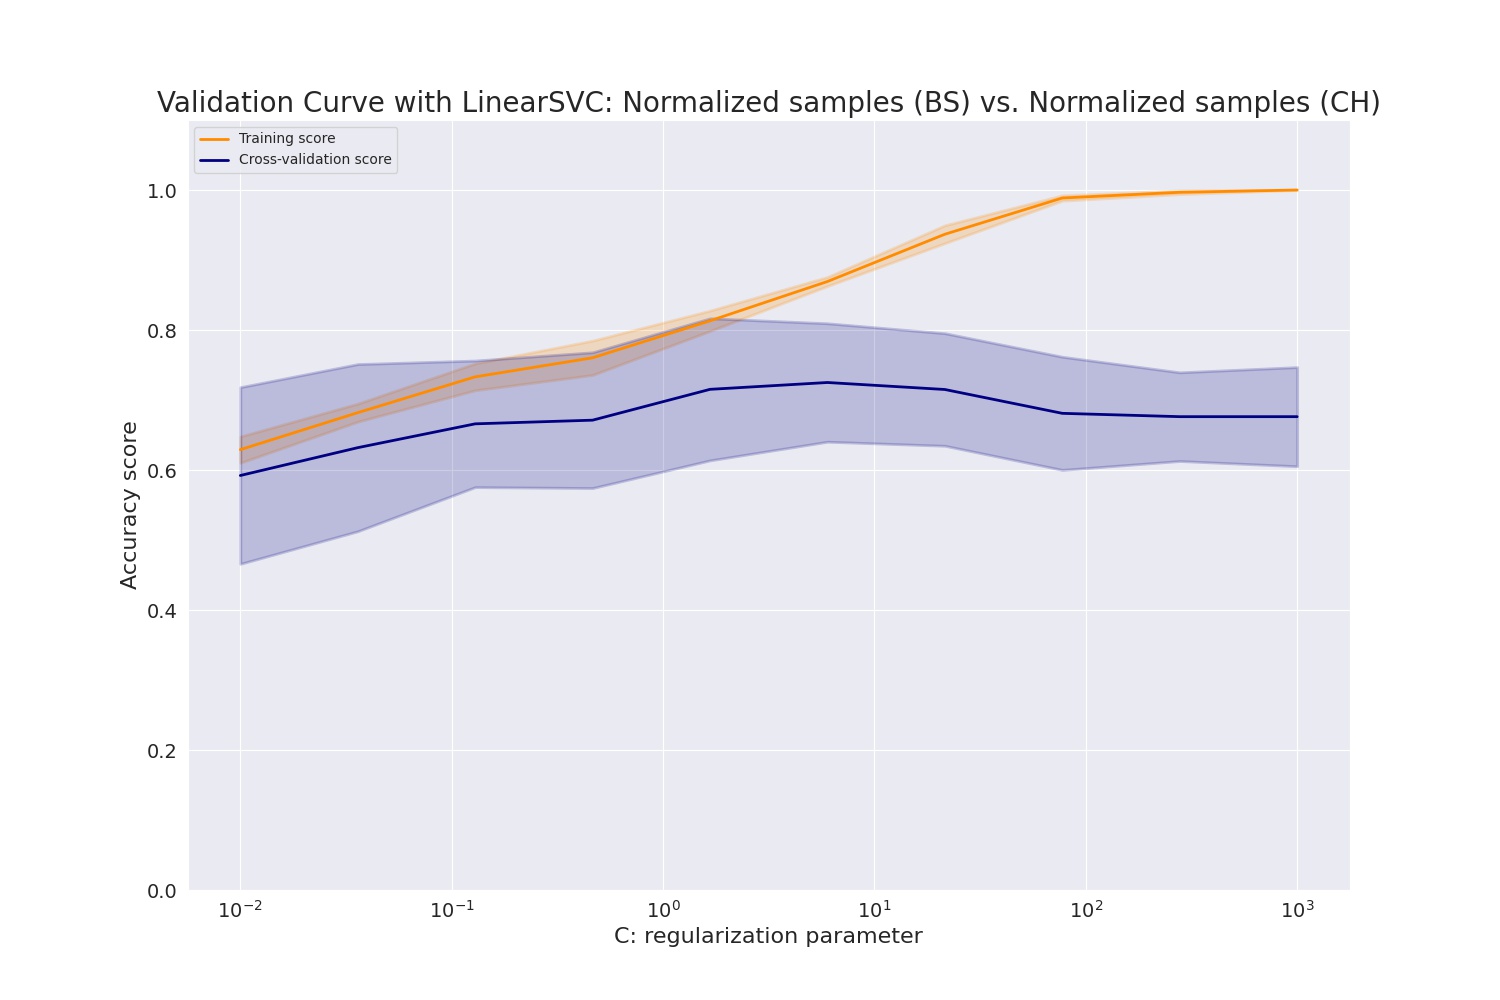 Validation Curve with LinearSVC: Normalized samples (BS) vs. Normalized samples (CH)
Training score
Cross-validation score
1.0
0.8
0.6
0.4
0.2
0.0
Accuracy score
10⁻² 10⁻¹ 10⁰ 10¹ 10² 10³
C: regularization parameter